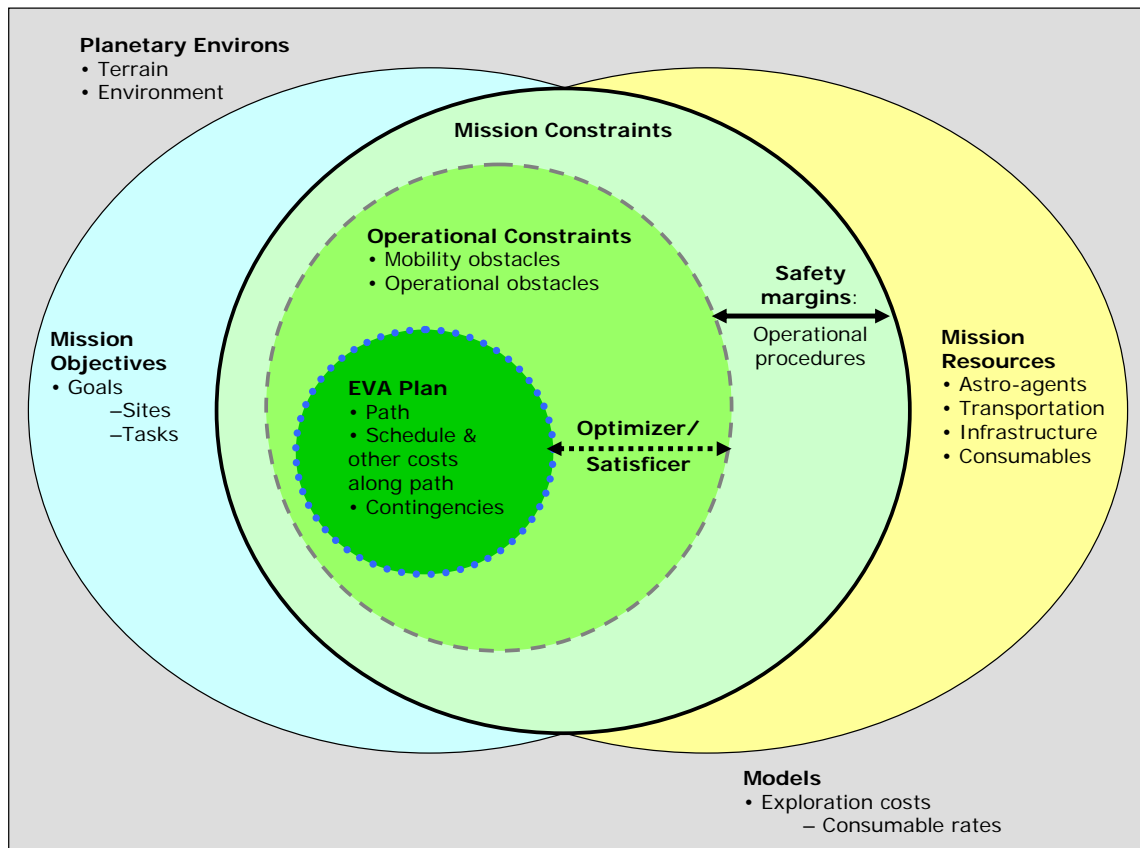 Planetary Environs
• Terrain
• Environment
Mission Constraints
Operational Constraints
• Mobility obstacles
• Operational obstacles
Safety
margins:
Operational
procedures
Mission
Objectives
• Goals
–Sites
–Tasks
EVA Plan
• Path
• Schedule &
other costs
along path
• Contingencies
Optimizer/
Satisficer
Mission
Resources
• Astro-agents
• Transportation
• Infrastructure
• Consumables
Models
• Exploration costs
– Consumable rates